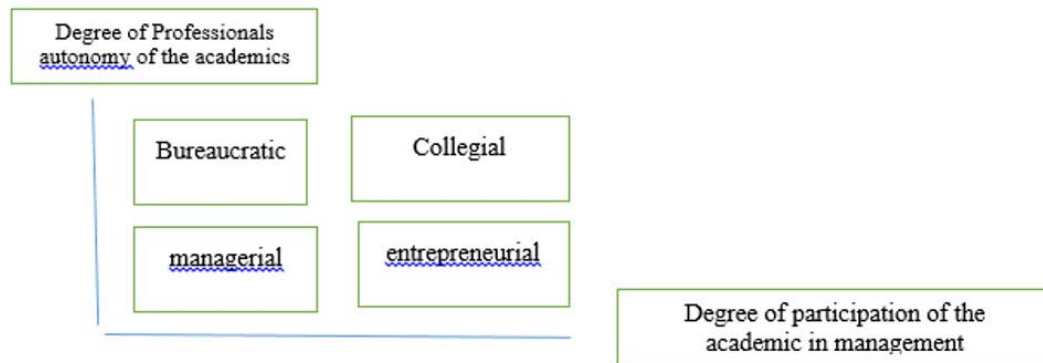 Degree of Professionals
autonomy of the academics
Bureaucratic
Collegial
managerial
entrepreneurial
Degree of participation of the
academic in management